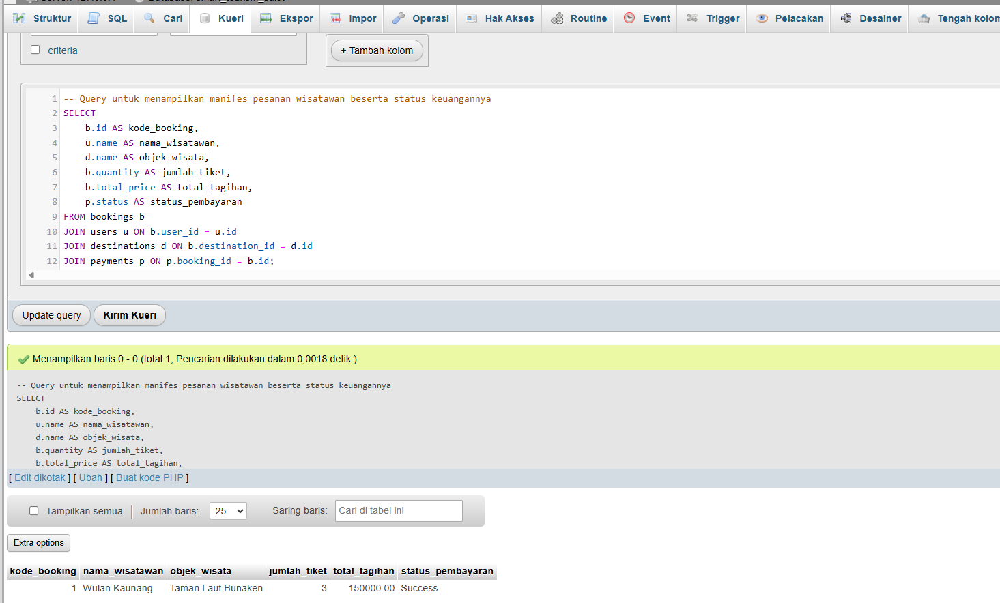 Struktur SQL Cari Kueri Ekspor Impor Operasi Hak Akses Routine Event Trigger Pelacakan Desainer Tengah kolom
criteria
+ Tambah kolom
1 -- Query untuk menampilkan manifes pesanan wisatawan beserta status keuangannya
2 SELECT
3 b.id AS kode_booking,
4 u.name AS nama_wisatawan,
5 d.name AS objek_wisata,
6 b.quantity AS jumlah_tiket,
7 b.total_price AS total_tagihan,
8 p.status AS status_pembayaran
9 FROM bookings b
10 JOIN users u ON b.user_id = u.id
11 JOIN destinations d ON b.destination_id = d.id
12 JOIN payments p ON p.booking_id = b.id;
Update query Kirim Kueri
Menampilkan baris 0 - 0 (total 1, Pencarian dilakukan dalam 0,0018 detik.)
-- Query untuk menampilkan manifes pesanan wisatawan beserta status keuangannya
SELECT
b.id AS kode_booking,
u.name AS nama_wisatawan,
d.name AS objek_wisata,
b.quantity AS jumlah_tiket,
b.total_price AS total_tagihan,
[ Edit dikotak ] [ Ubah ] [ Buat kode PHP ]
Tampilkan semua Jumlah baris: 25 Saring baris: Cari di tabel ini
Extra options
kode_booking nama_wisatawan objek_wisata jumlah_tiket total_tagihan status_pembayaran
1 Wulan Kaunang Taman Laut Bunaken 3 150000.00 Success